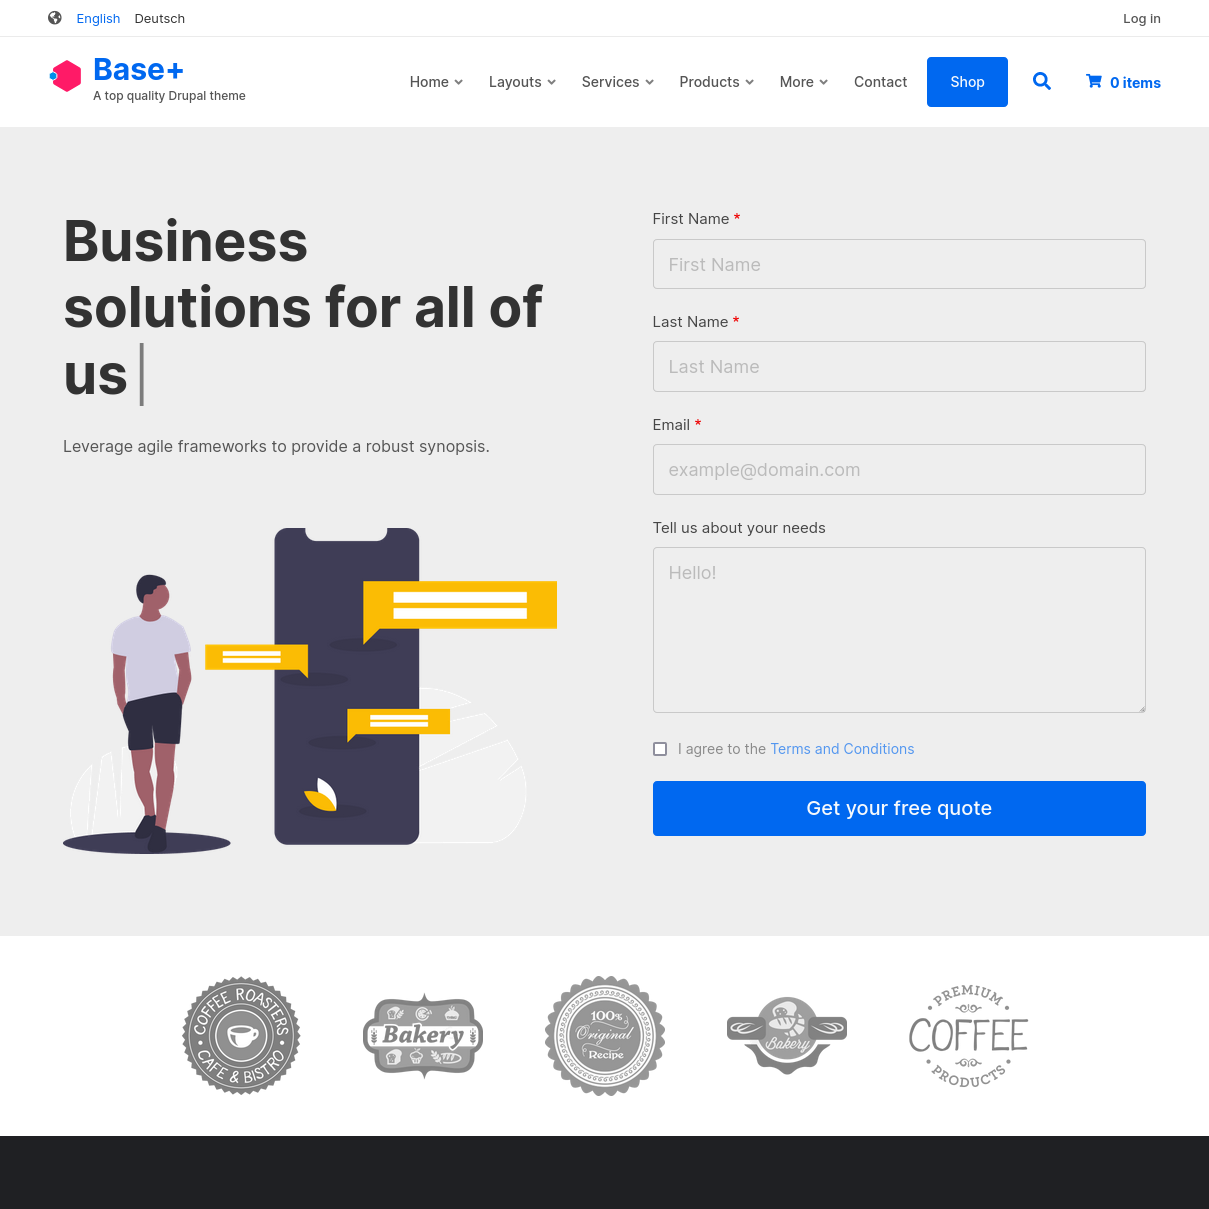 English Deutsch Log in
Base+
A top quality Drupal theme
Home Layouts Services Products More Contact Shop 0 items
Business
solutions for all of
us
Leverage agile frameworks to provide a robust synopsis.
First Name *
First Name
Last Name *
Last Name
Email *
example@domain.com
Tell us about your needs
Hello!
I agree to the Terms and Conditions
Get your free quote
COFFEE ROASTERS
CAFE & BISTRO
Bakery
100%
Original
Recipe
Bakery
PREMIUM
COFFEE
PRODUCTS